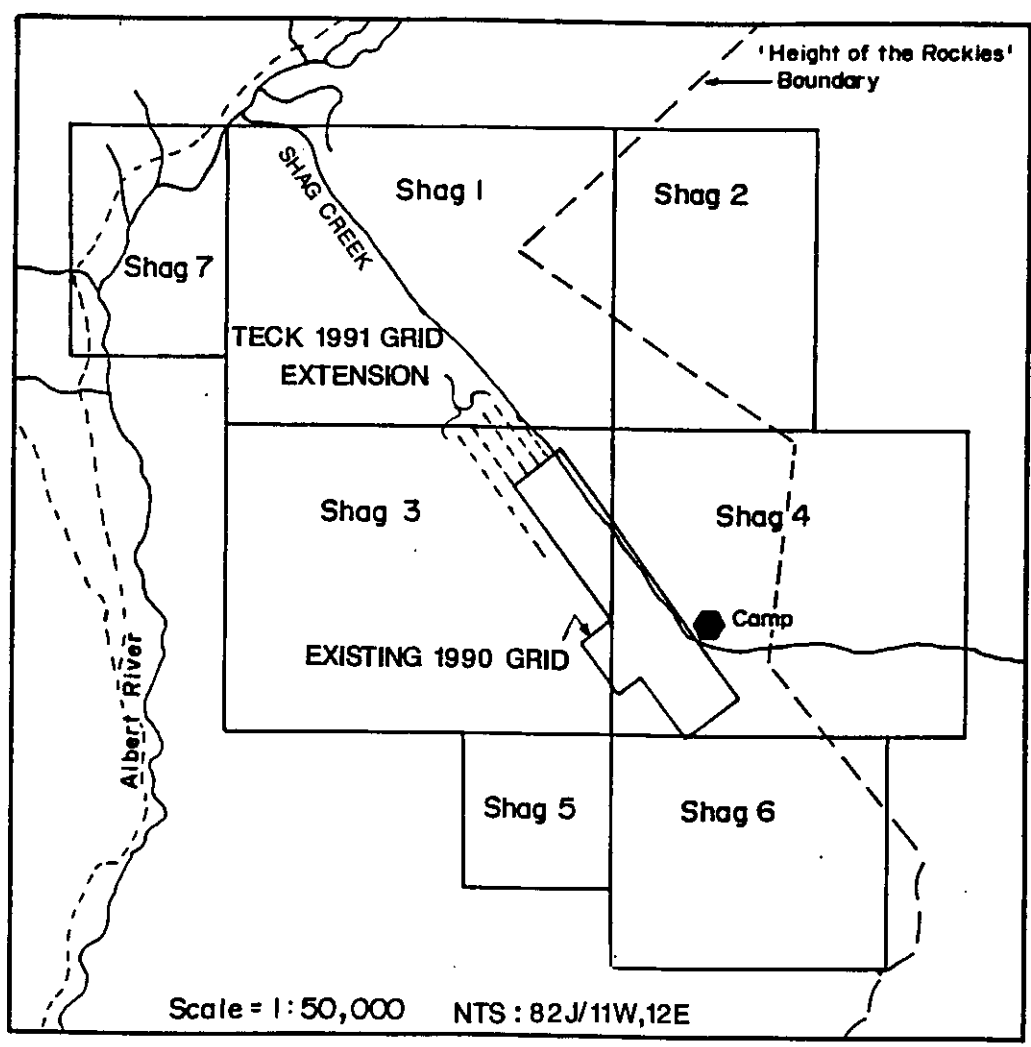 'Height of the Rockies'
Boundary
Shag 1
Shag 2
SHAG CREEK
Shag 7
TECK 1991 GRID
EXTENSION
Shag 3
Shag 4
Camp
EXISTING 1990 GRID
Albert River
Shag 5
Shag 6
Scale = 1:50,000
NTS : 82J/11W,12E